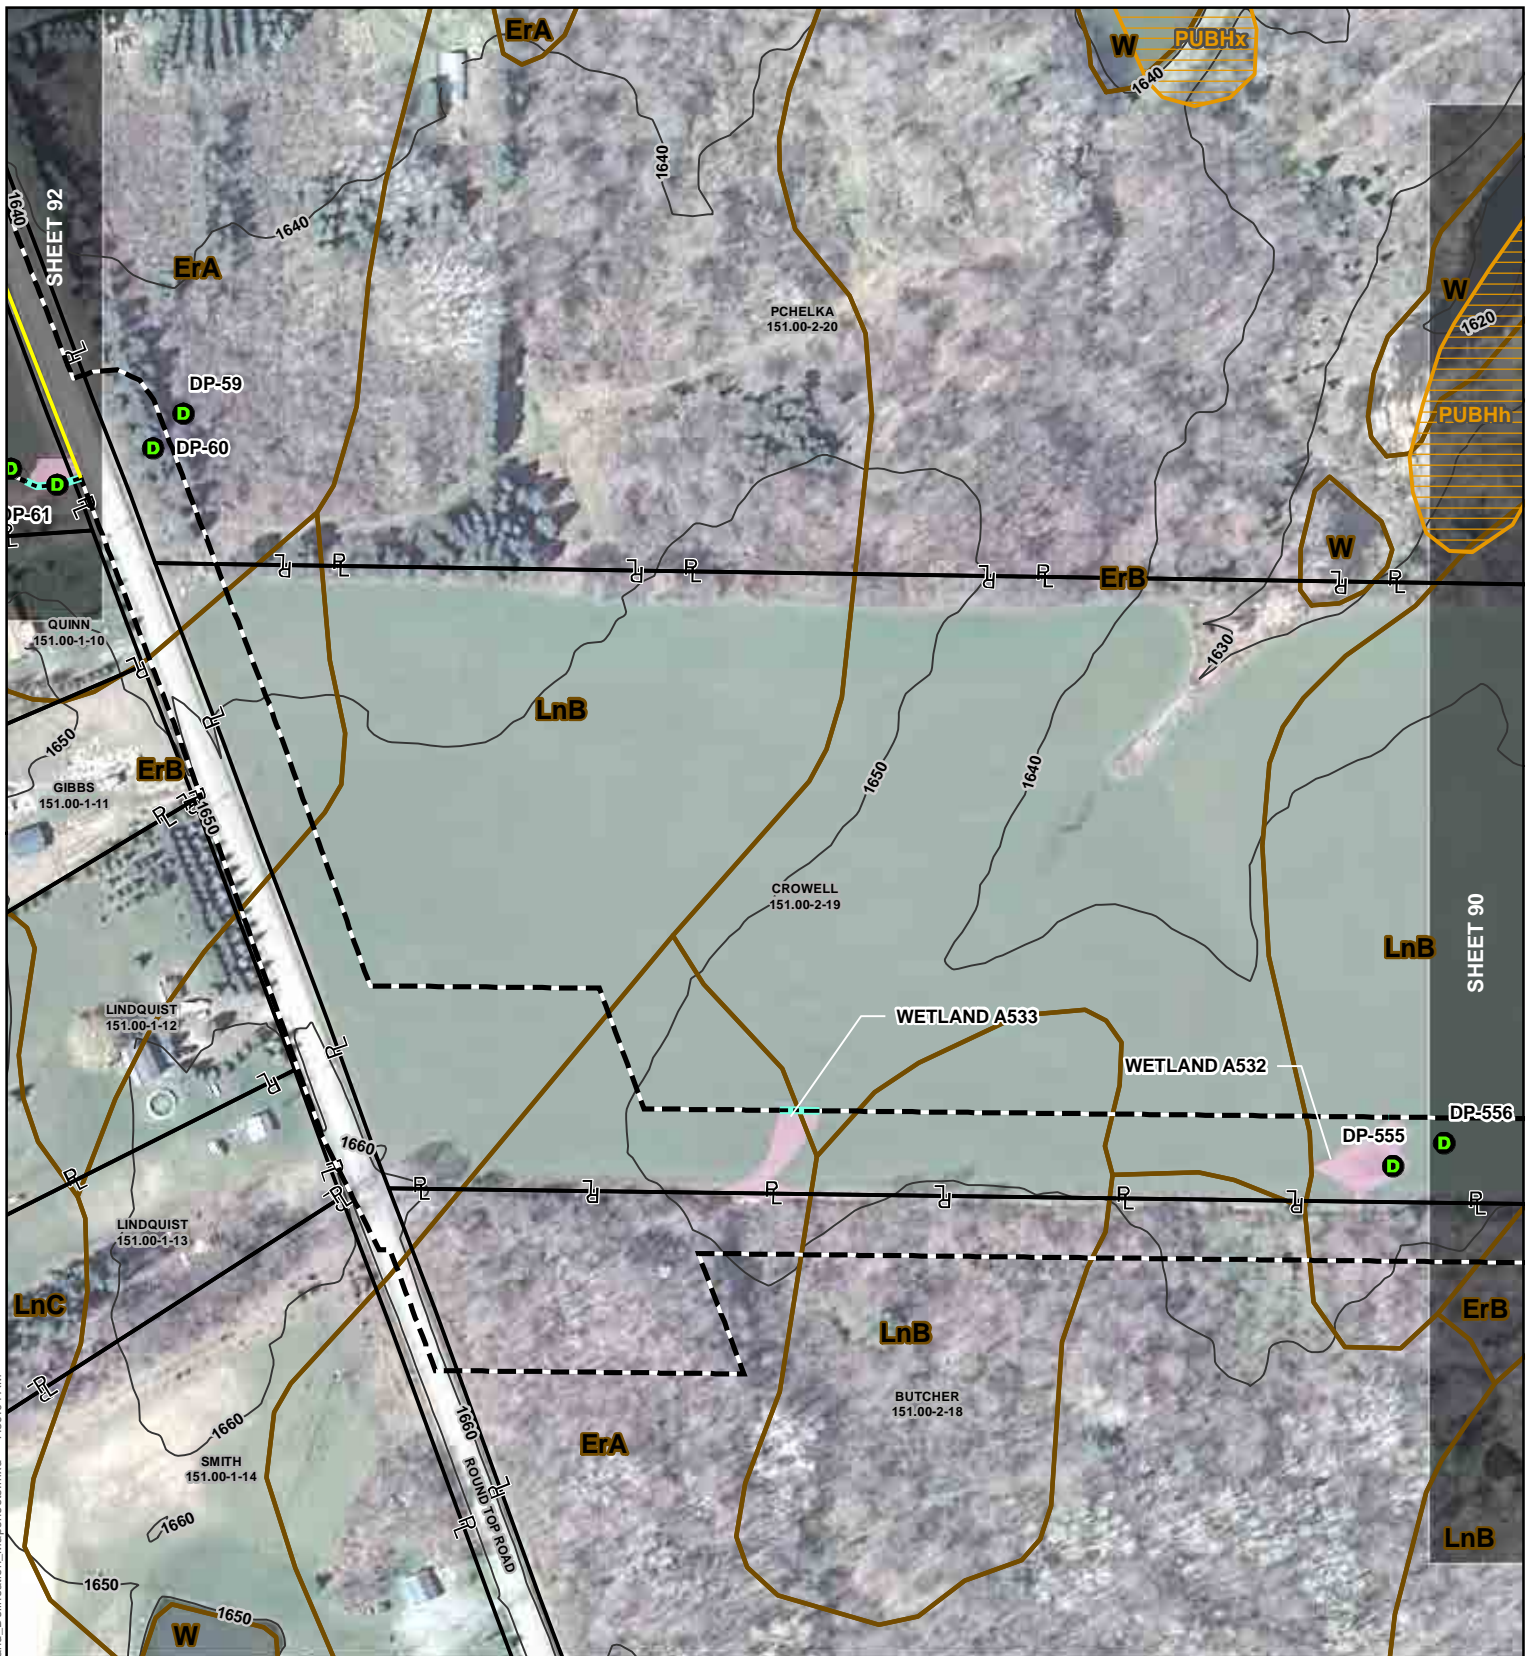 ErA
W
PUBHx
1640
1640
1640
SHEET 92
1640
ErA
W
PCHELKA
151.00-2-20
1620
DP-59
PUBHh
DP-60
DP-61
W
ErB
QUINN
151.00-1-10
1630
LnB
1650
ErB
1650
1640
GIBBS
151.00-1-11
1650
CROWELL
151.00-2-19
LnB
SHEET 90
LINDQUIST
151.00-1-12
WETLAND A533
WETLAND A532
DP-556
DP-555
1660
LINDQUIST
151.00-1-13
LnC
ErB
LnB
BUTCHER
151.00-2-18
1660
1660
ErA
SMITH
151.00-1-14
ROUND TOP ROAD
1660
LnB
1650
1650
W